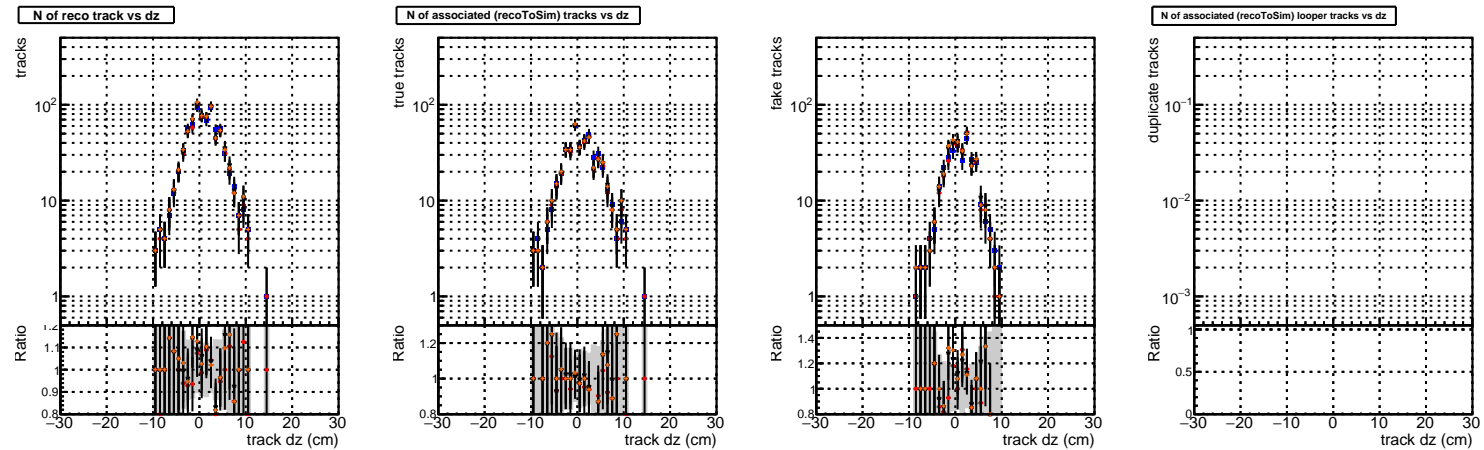 N of reco track vs dz
tracks
10²
10
1
Ratio
1.2
1.1
1
0.9
0.8
−30 −20 −10 0 10 20 30
track dz (cm)
N of associated (recoToSim) tracks vs dz
true tracks
10²
10
1
Ratio
1.2
1
0.8
−30 −20 −10 0 10 20 30
track dz (cm)
fake tracks
10²
10
1
Ratio
1.4
1.2
1
0.8
−30 −20 −10 0 10 20 30
track dz (cm)
N of associated (recoToSim) looper tracks vs dz
duplicate tracks
10⁻¹
10⁻²
10⁻³
Ratio
1
0.5
0
−30 −20 −10 0 10 20 30
track dz (cm)